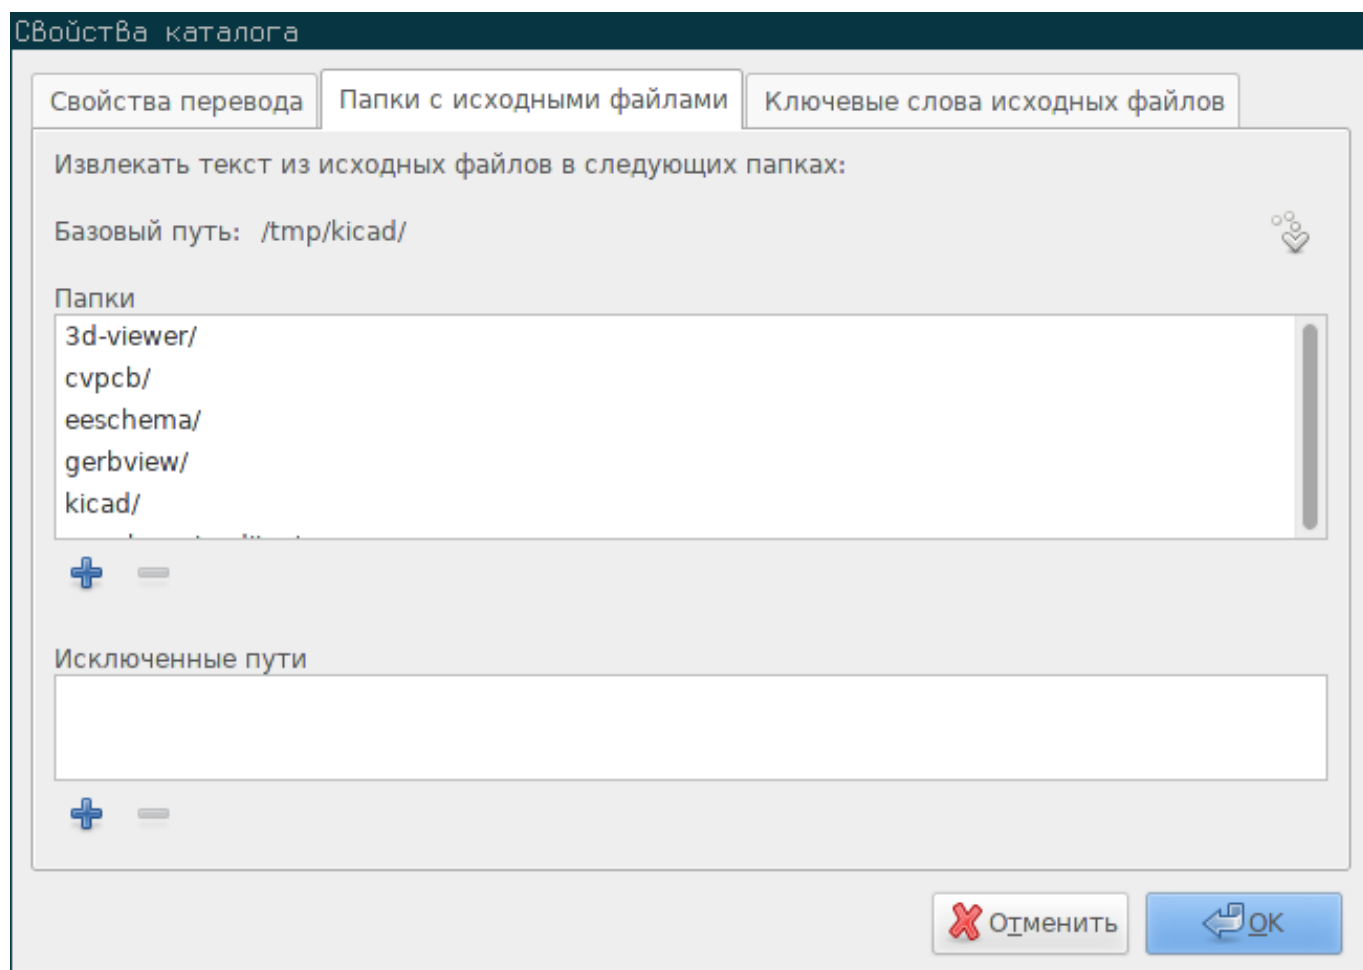 Свойства каталога
Свойства перевода Папки с исходными файлами Ключевые слова исходных файлов
Извлекать текст из исходных файлов в следующих папках:
Базовый путь: /tmp/kicad/
Папки
3d-viewer/
cvpcb/
eeschema/
gerbview/
kicad/
Исключенные пути
Отменить OK